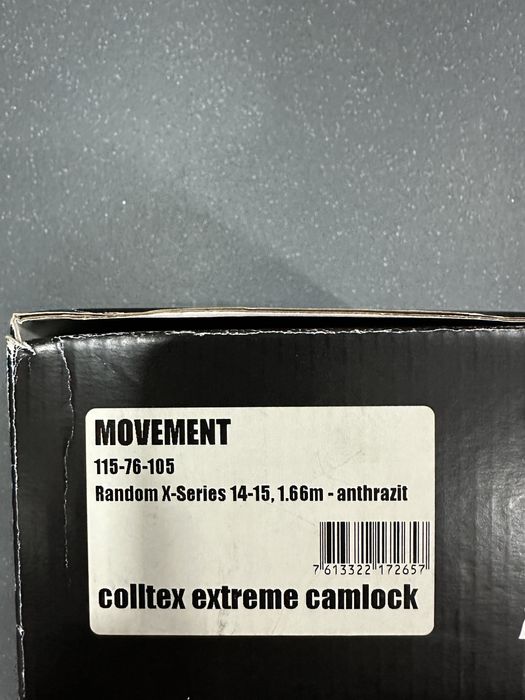 MOVEMENT
115-76-105
Random X-Series 14-15, 1.66m - anthrazit
7 613322 172657
colltex extreme camlock